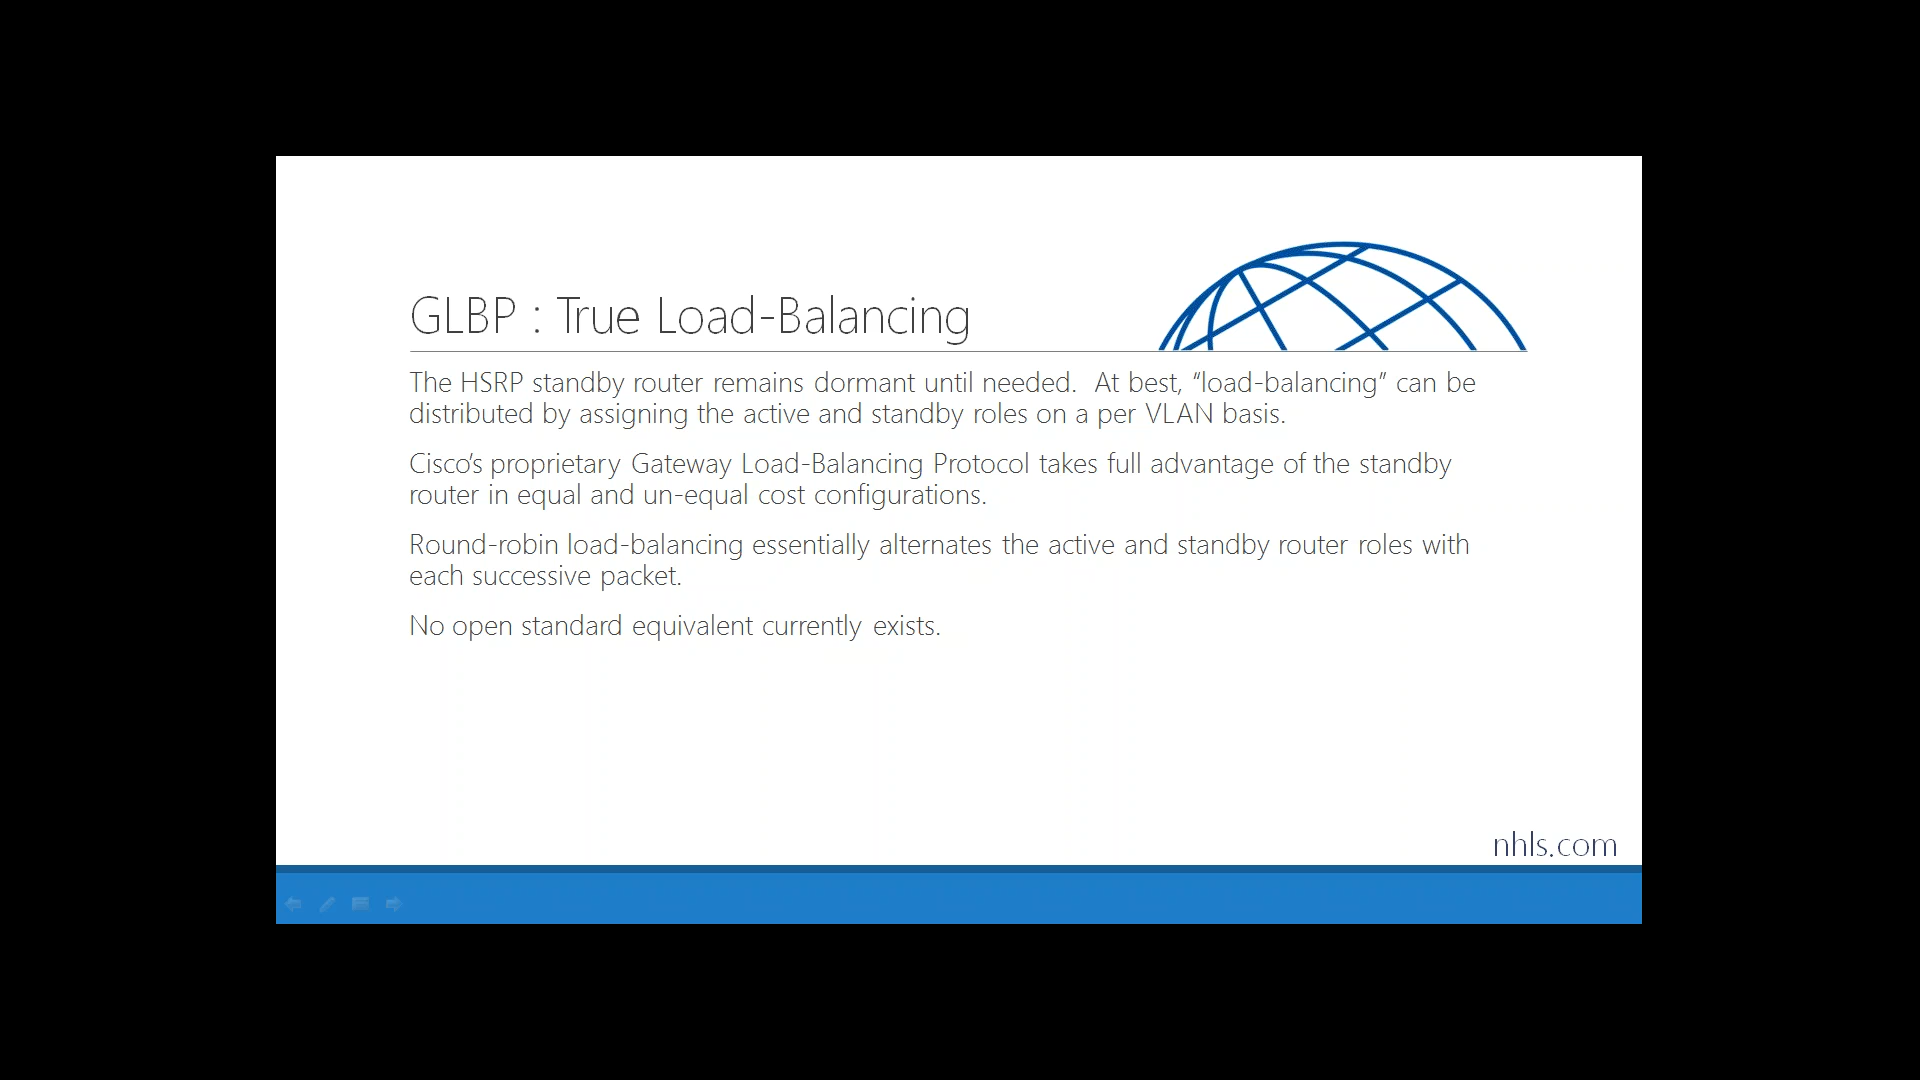 GLBP : True Load-Balancing
The HSRP standby router remains dormant until needed.  At best, “load-balancing” can be
distributed by assigning the active and standby roles on a per VLAN basis.
Cisco’s proprietary Gateway Load-Balancing Protocol takes full advantage of the standby
router in equal and un-equal cost configurations.
Round-robin load-balancing essentially alternates the active and standby router roles with
each successive packet.
No open standard equivalent currently exists.
nhls.com